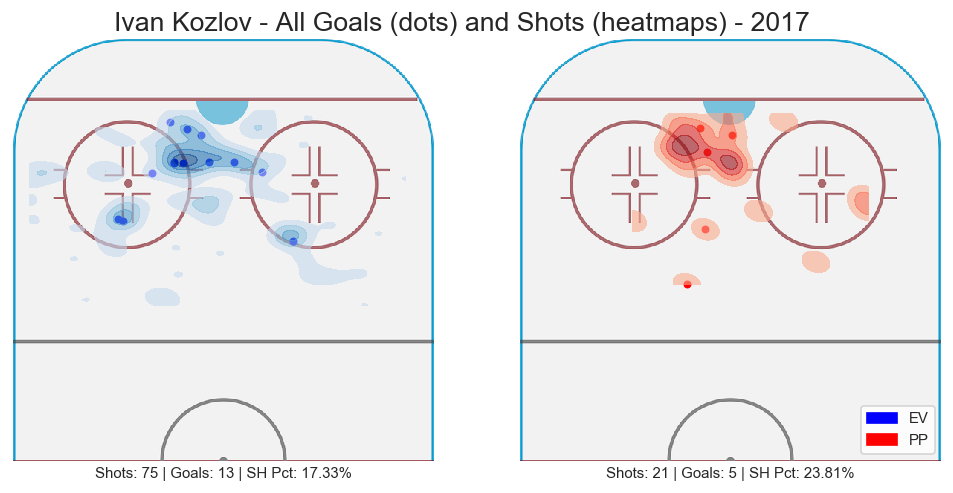 Ivan Kozlov - All Goals (dots) and Shots (heatmaps) - 2017
EV
PP
Shots: 75 | Goals: 13 | SH Pct: 17.33%
Shots: 21 | Goals: 5 | SH Pct: 23.81%